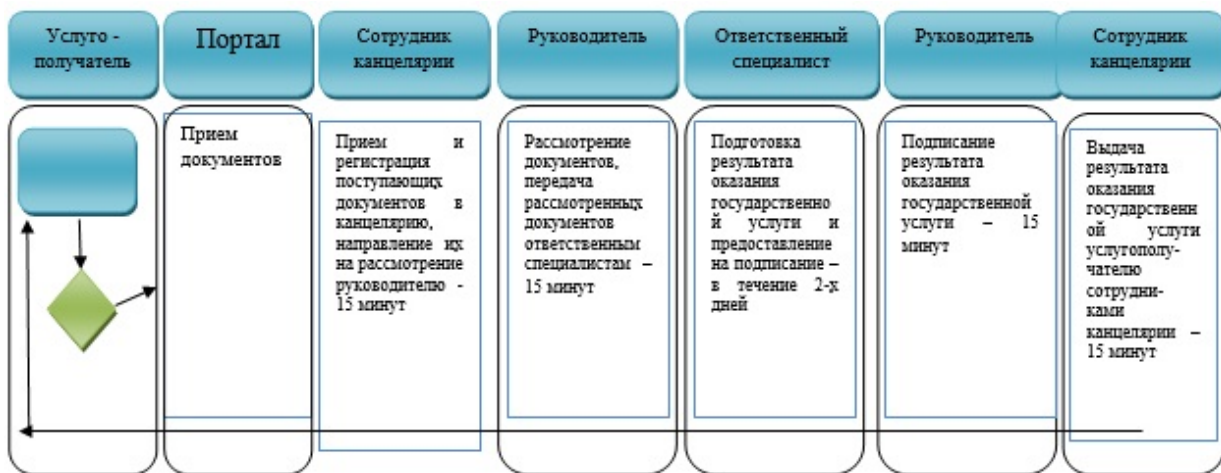 Услуго -
получатель
Портал
Сотрудник
канцелярии
Руководитель
Ответственный
специалист
Руководитель
Сотрудник
канцелярии
Прием
документов
Прием и
регистрация
поступающих
документов в
канцелярию,
направление их
на рассмотрение
руководителю -
15 минут
Рассмотрение
документов,
передача
рассмотренных
документов
ответственным
специалистам –
15 минут
Подготовка
результата
оказания
государственно
й услуги и
предоставление
на подписание –
в течение 2-х
дней
Подписание
результата
оказания
государственной
услуги – 15
минут
Выдача
результата
оказания
государственн
ой услуги
услугополу-
чателю
сотрудни-
ками
канцелярии –
15 минут